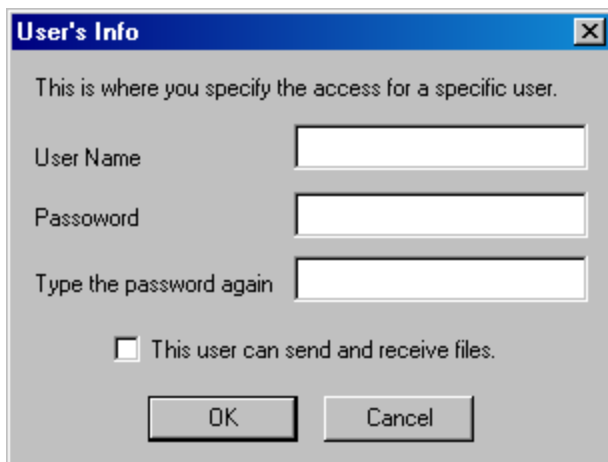 User's Info
This is where you specify the access for a specific user.
User Name
Passoword
Type the password again
This user can send and receive files.
OK Cancel